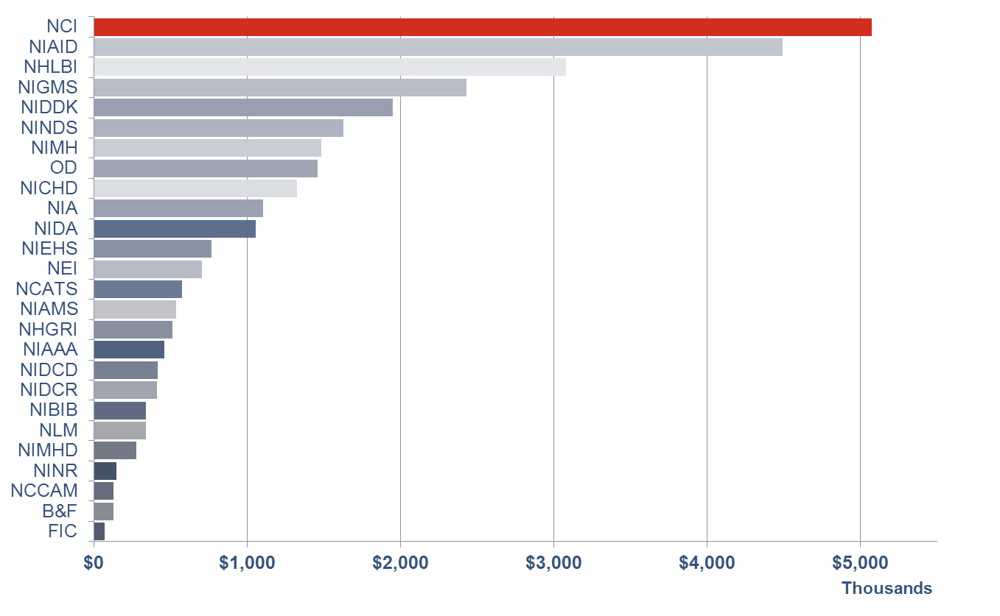 NCI
NIAID
NHLBI
NIGMS
NIDDK
NINDS
NIMH
OD
NICHD
NIA
NIDA
NIEHS
NEI
NCATS
NIAMS
NHGRI
NIAAA
NIDCD
NIDCR
NIBIB
NLM
NIMHD
NINR
NCCAM
B&F
FIC
$0 $1,000 $2,000 $3,000 $4,000 $5,000
Thousands